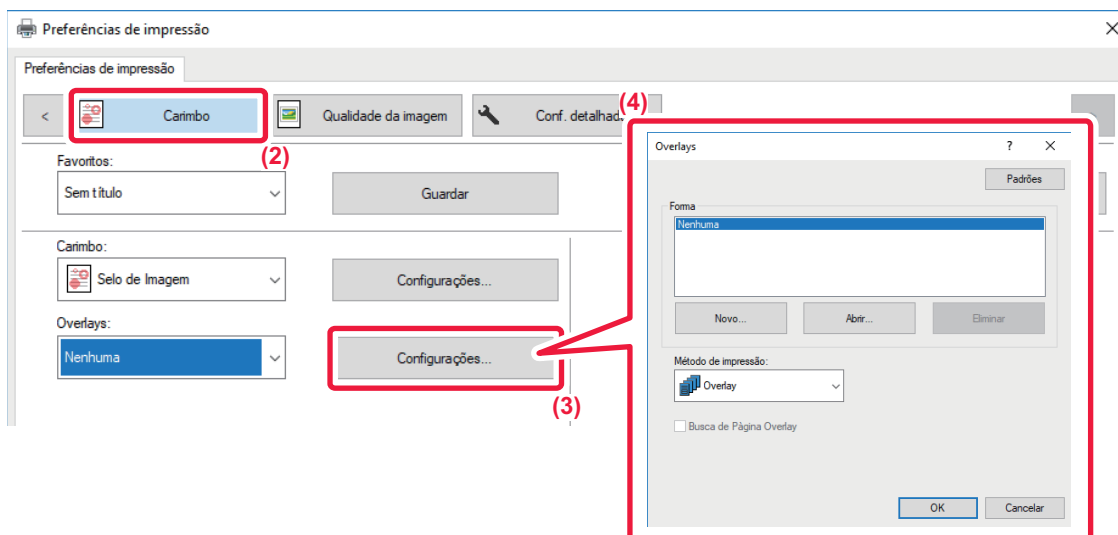 Preferências de impressão
Preferências de impressão
<
Carimbo
Qualidade da imagem
Conf. detalhad
(4)
(2)
Favoritos:
Sem título
Guardar
Carimbo:
Selo de Imagem
Configurações...
Overlays:
Nenhuma
Configurações...
(3)
Overlays
?
Padrões
Forma
Nenhuma
Novo...
Abrir...
Eliminar
Método de impressão:
Overlay
Busca de Página Overlay
OK
Cancelar